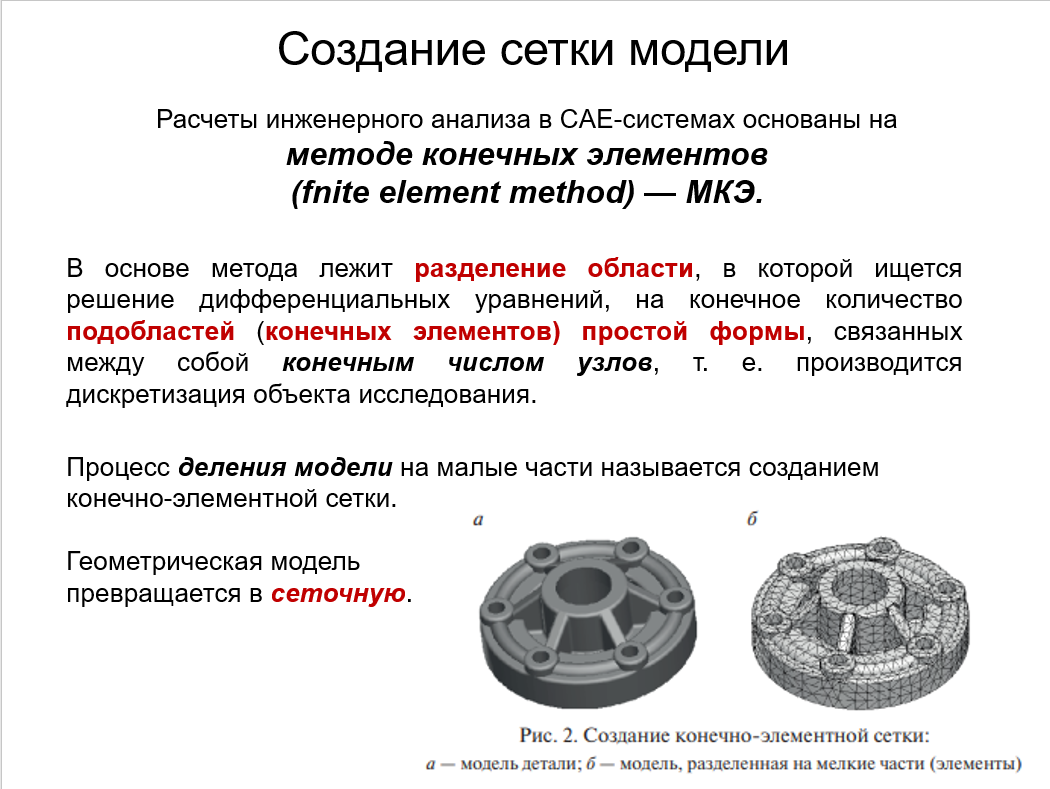 Создание сетки модели
Расчеты инженерного анализа в CAE-системах основаны на
методе конечных элементов
(fnite element method) — МКЭ.
В основе метода лежит разделение области, в которой ищется
решение дифференциальных уравнений, на конечное количество
подобластей (конечных элементов) простой формы, связанных
между собой конечным числом узлов, т. е. производится
дискретизация объекта исследования.
Процесс деления модели на малые части называется созданием
конечно-элементной сетки.
Геометрическая модель
превращается в сеточную.
а б
Рис. 2. Создание конечно-элементной сетки:
а — модель детали; б — модель, разделенная на мелкие части (элементы)